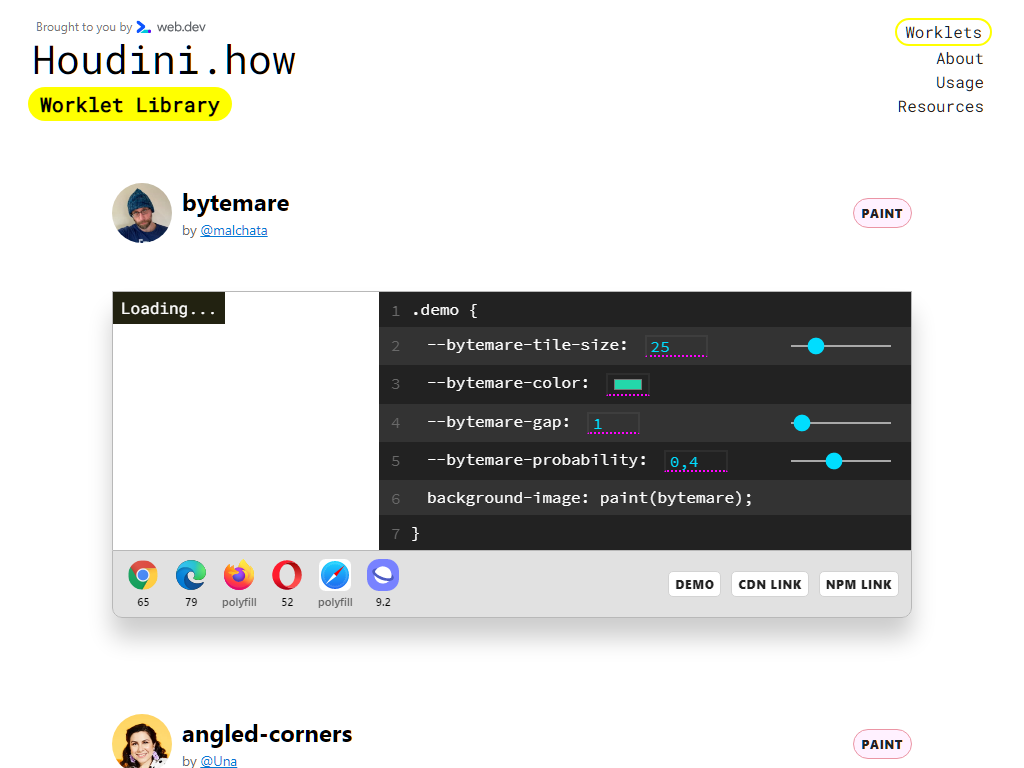 Brought to you by web.dev
Houdini.how
Worklet Library
Worklets
About
Usage
Resources
bytemare
by @malchata
PAINT
Loading...
1 .demo {
2 --bytemare-tile-size: 25
3 --bytemare-color:
4 --bytemare-gap: 1
5 --bytemare-probability: 0,4
6 background-image: paint(bytemare);
7 }
65 79 polyfill 52 polyfill 9.2
DEMO CDN LINK NPM LINK
angled-corners
by @Una
PAINT